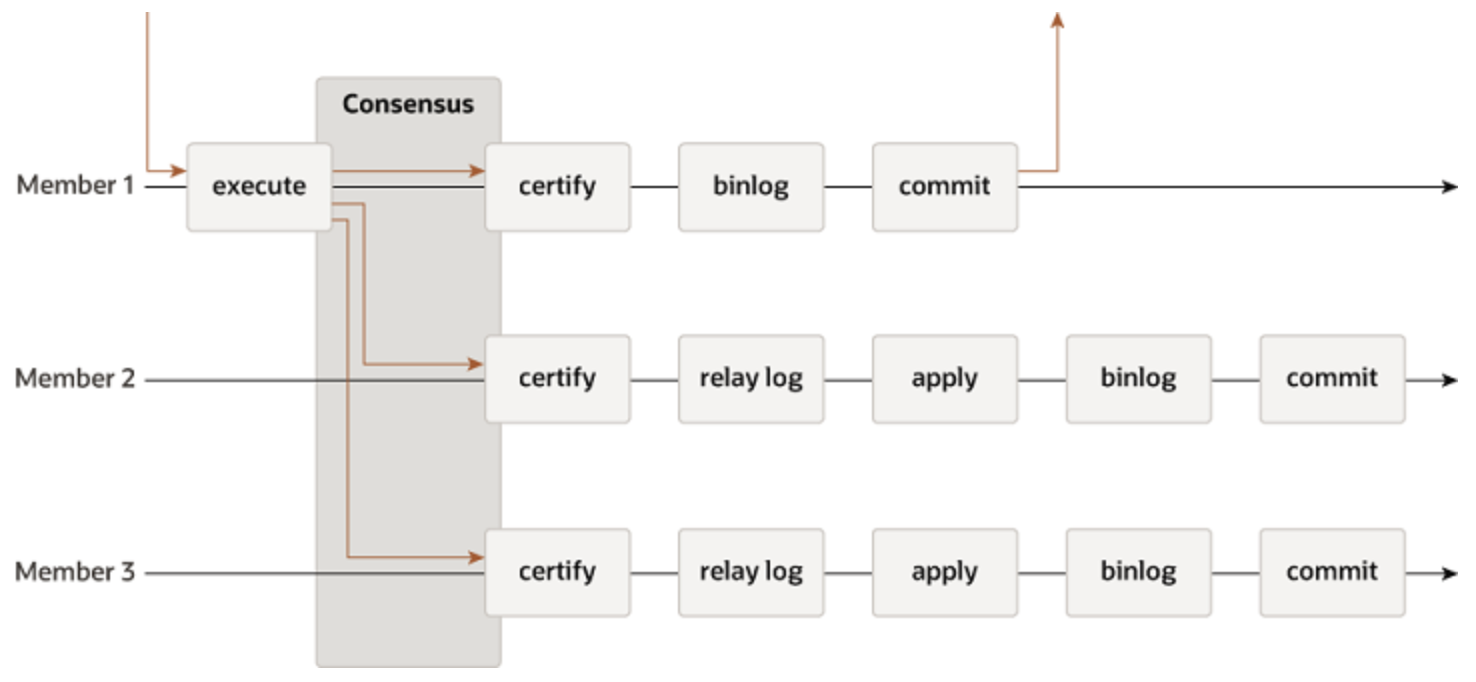 Consensus
Member 1 execute certify binlog commit
Member 2 certify relay log apply binlog commit
Member 3 certify relay log apply binlog commit